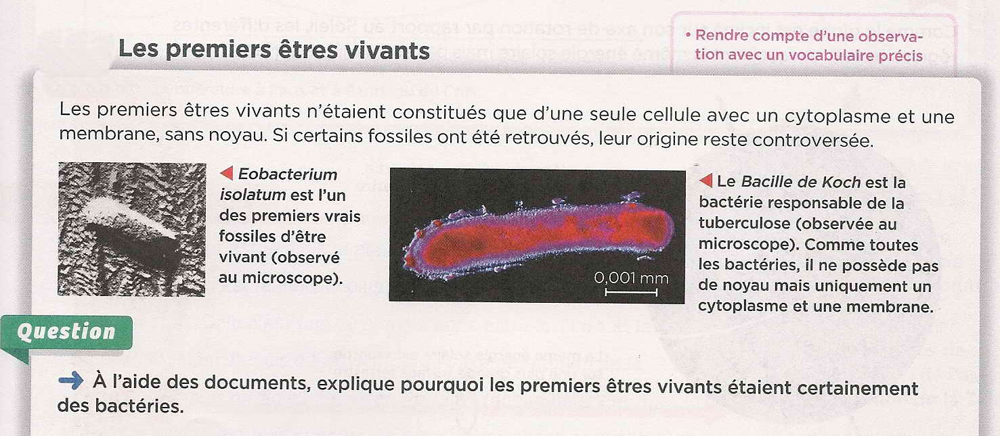 Les premiers êtres vivants
• Rendre compte d'une observa-
tion avec un vocabulaire précis
Les premiers êtres vivants n'étaient constitués que d'une seule cellule avec un cytoplasme et une
membrane, sans noyau. Si certains fossiles ont été retrouvés, leur origine reste controversée.
Eobacterium
isolatum est l'un
des premiers vrais
fossiles d'être
vivant (observé
au microscope).
0,001 mm
Le Bacille de Koch est la
bactérie responsable de la
tuberculose (observée au
microscope). Comme toutes
les bactéries, il ne possède pas
de noyau mais uniquement un
cytoplasme et une membrane.
Question
À l'aide des documents, explique pourquoi les premiers êtres vivants étaient certainement
des bactéries.